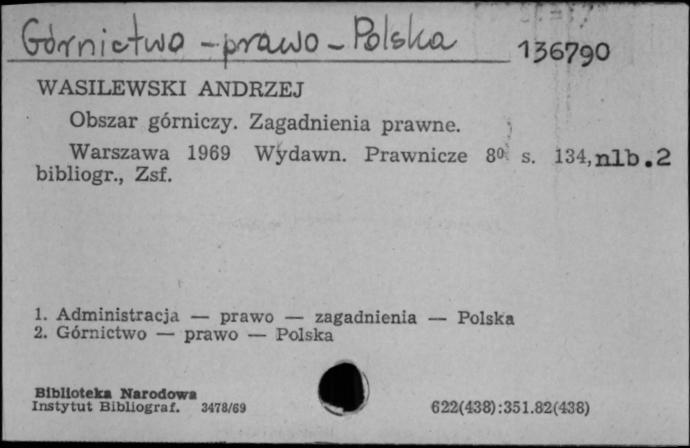 Górnictwo - prawo - Polska
136790
WASILEWSKI ANDRZEJ
Obszar górniczy. Zagadnienia prawne.
Warszawa 1969 Wydawn. Prawnicze 8⁰ s. 134, nlb.2
bibliogr., Zsf.
1. Administracja — prawo — zagadnienia — Polska
2. Górnictwo — prawo — Polska
Biblioteka Narodowa
Instytut Bibliograf. 3478/69
622(438):351.82(438)